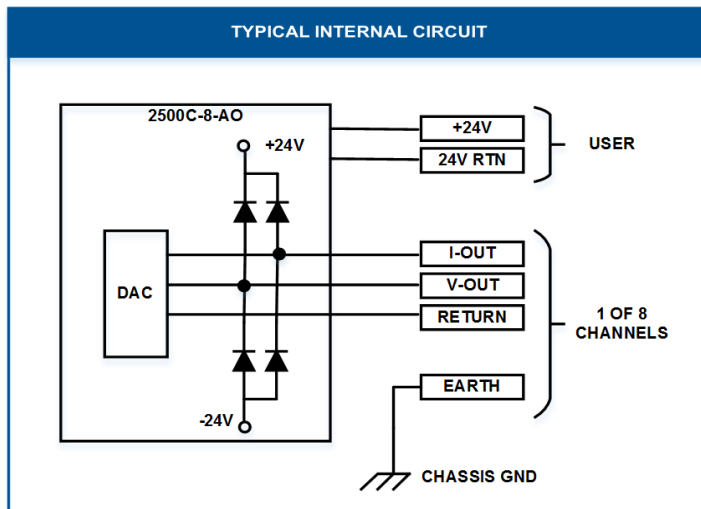 TYPICAL INTERNAL CIRCUIT
2500C-8-AO
+24V
+24V
24V RTN
USER
DAC
I-OUT
V-OUT
RETURN
1 OF 8
CHANNELS
EARTH
-24V
CHASSIS GND